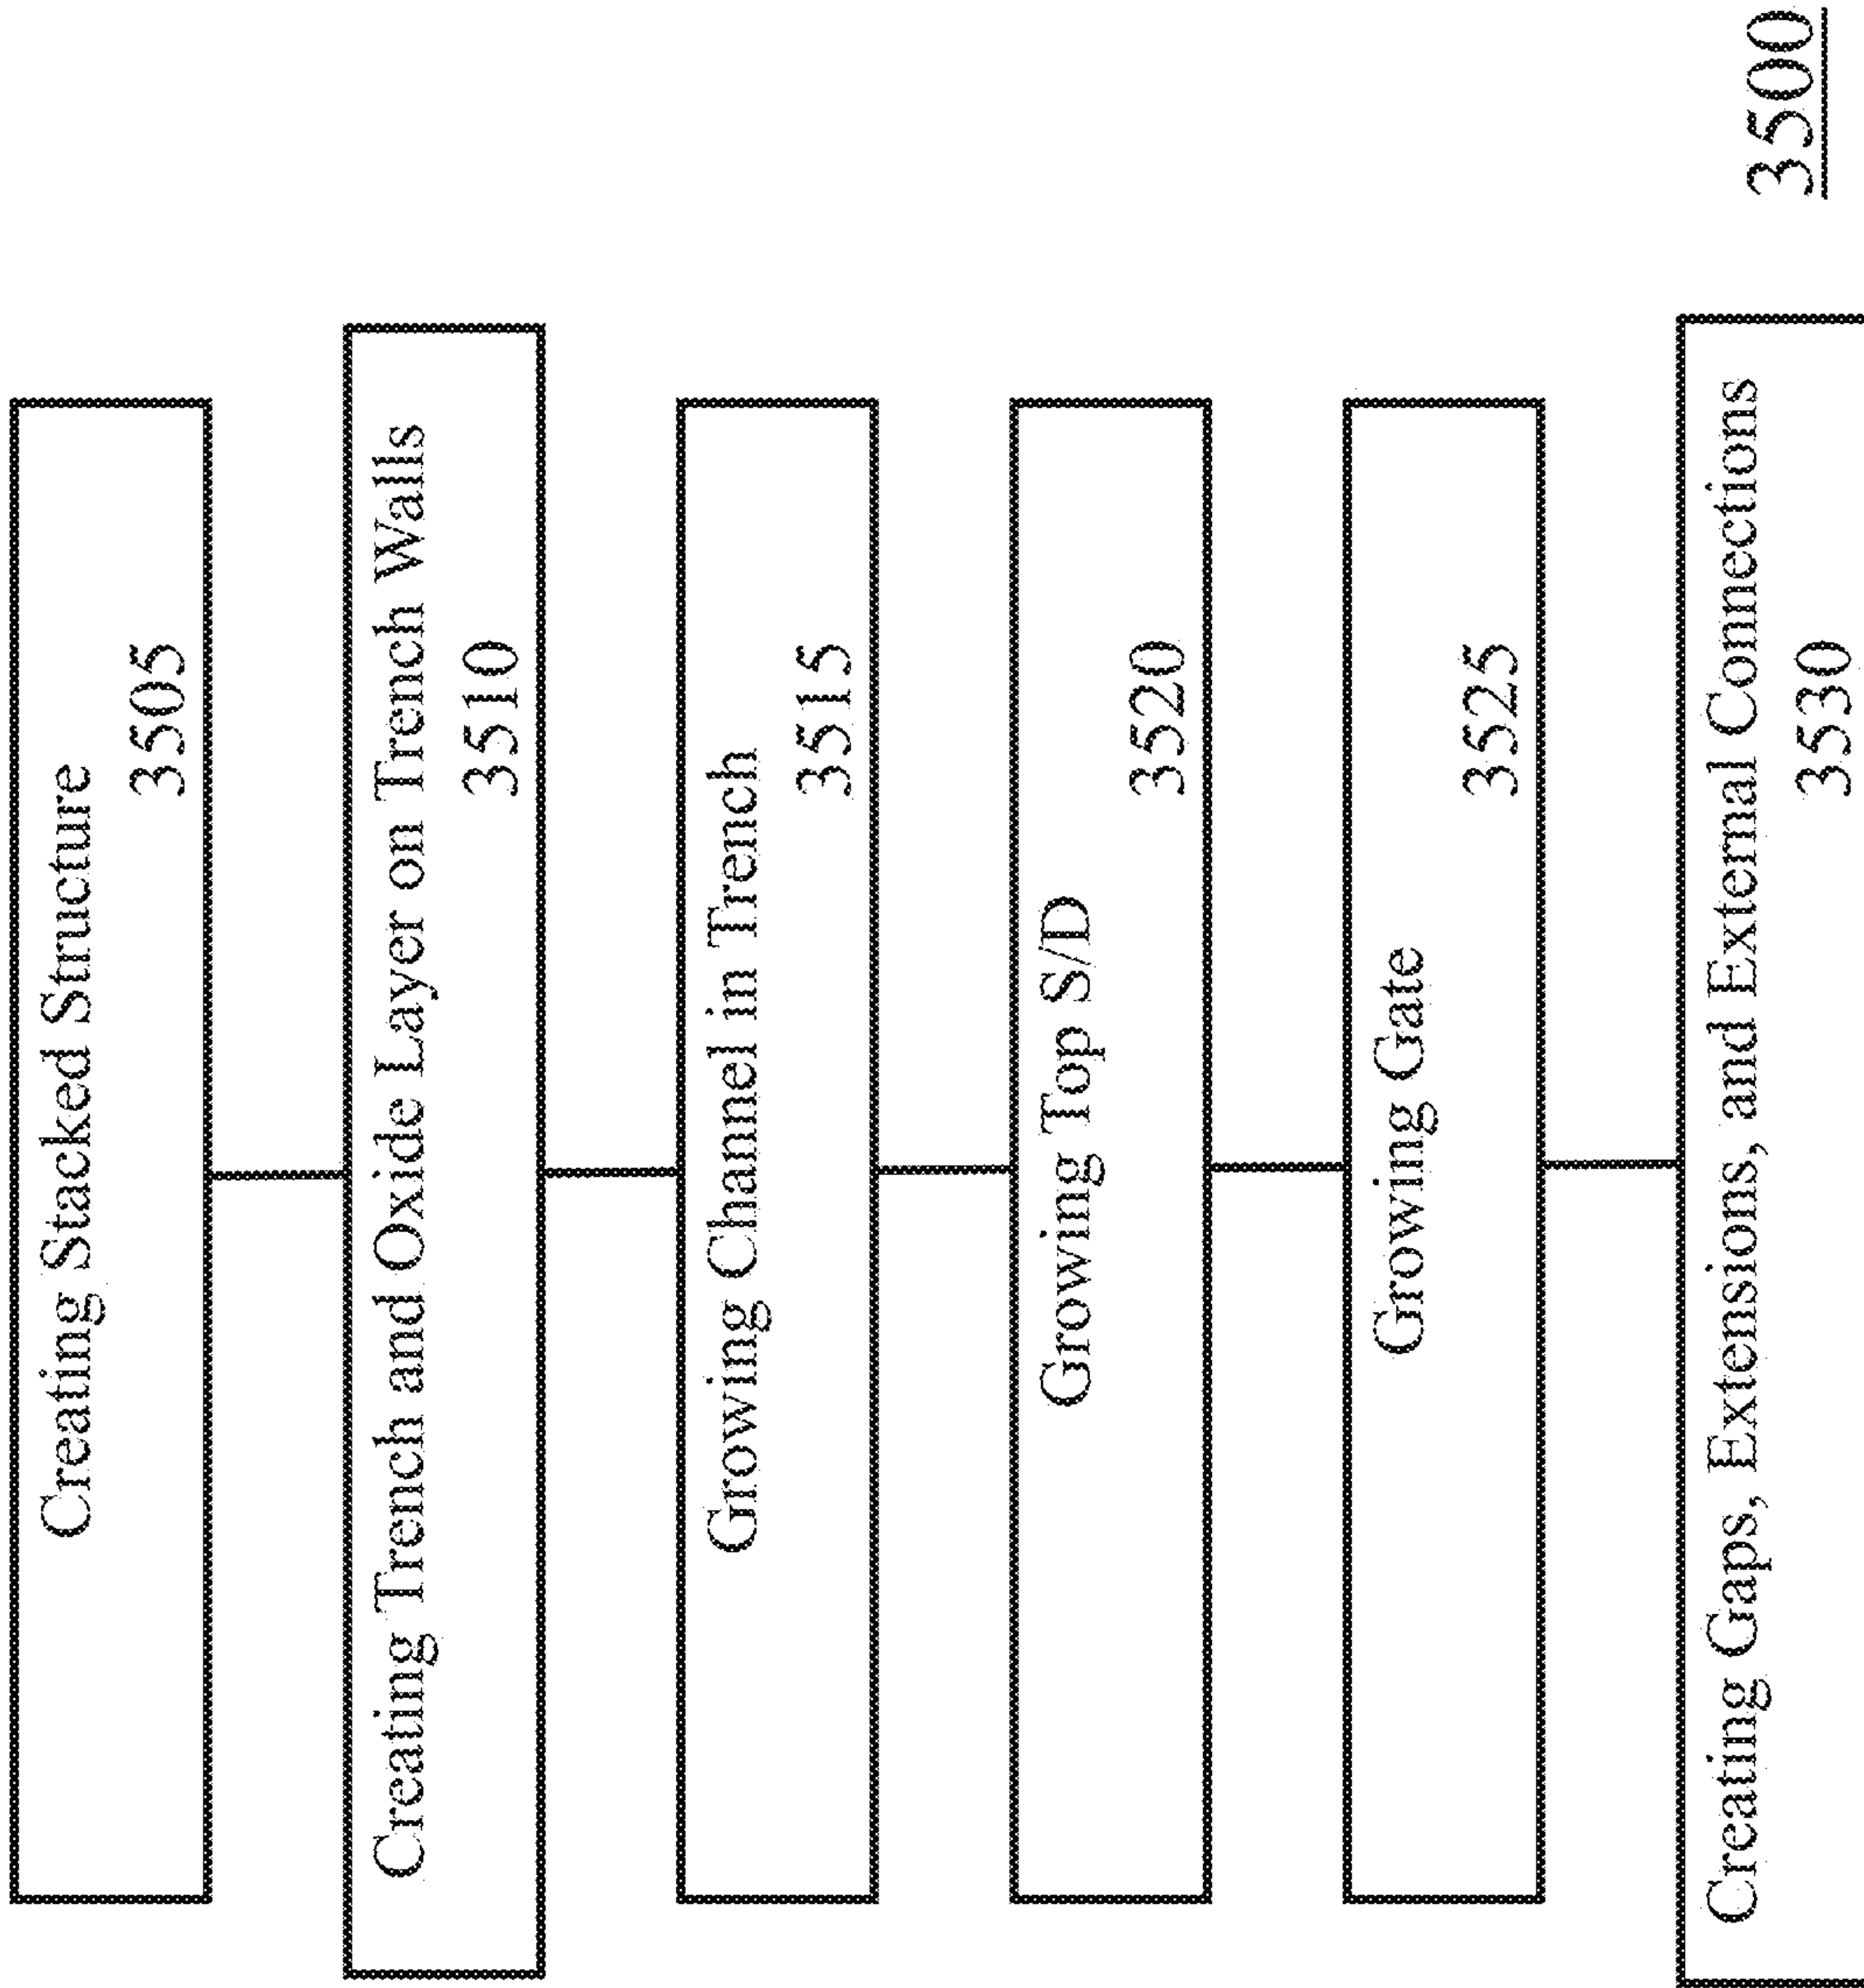 Creating Stacked Structure
3505
Creating Trench and Oxide Layer on Trench Walls
3510
Growing Channel in Trench
3515
Growing Top S/D
3520
Growing Gate
3525
Creating Gaps, Extensions, and External Connections
3530
3500